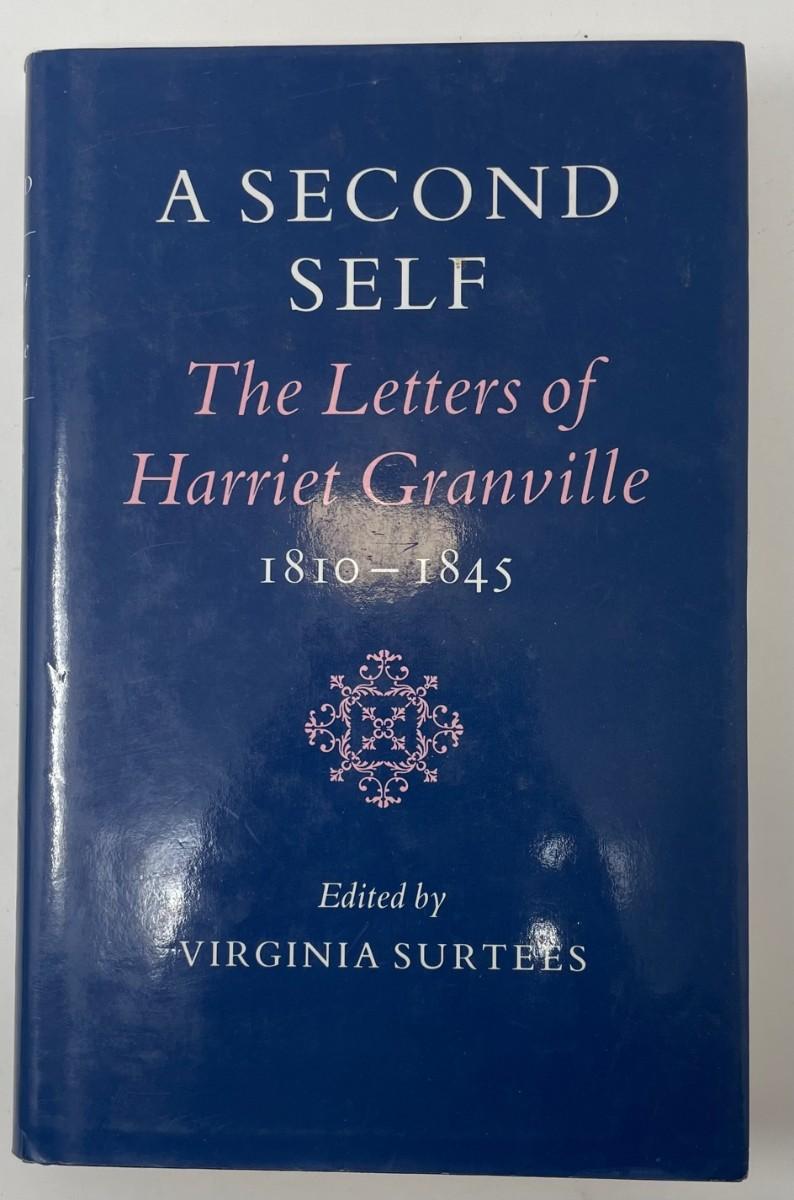 A SECOND
SELF
The Letters of
Harriet Granville
1810–1845
Edited by
VIRGINIA SURTEES